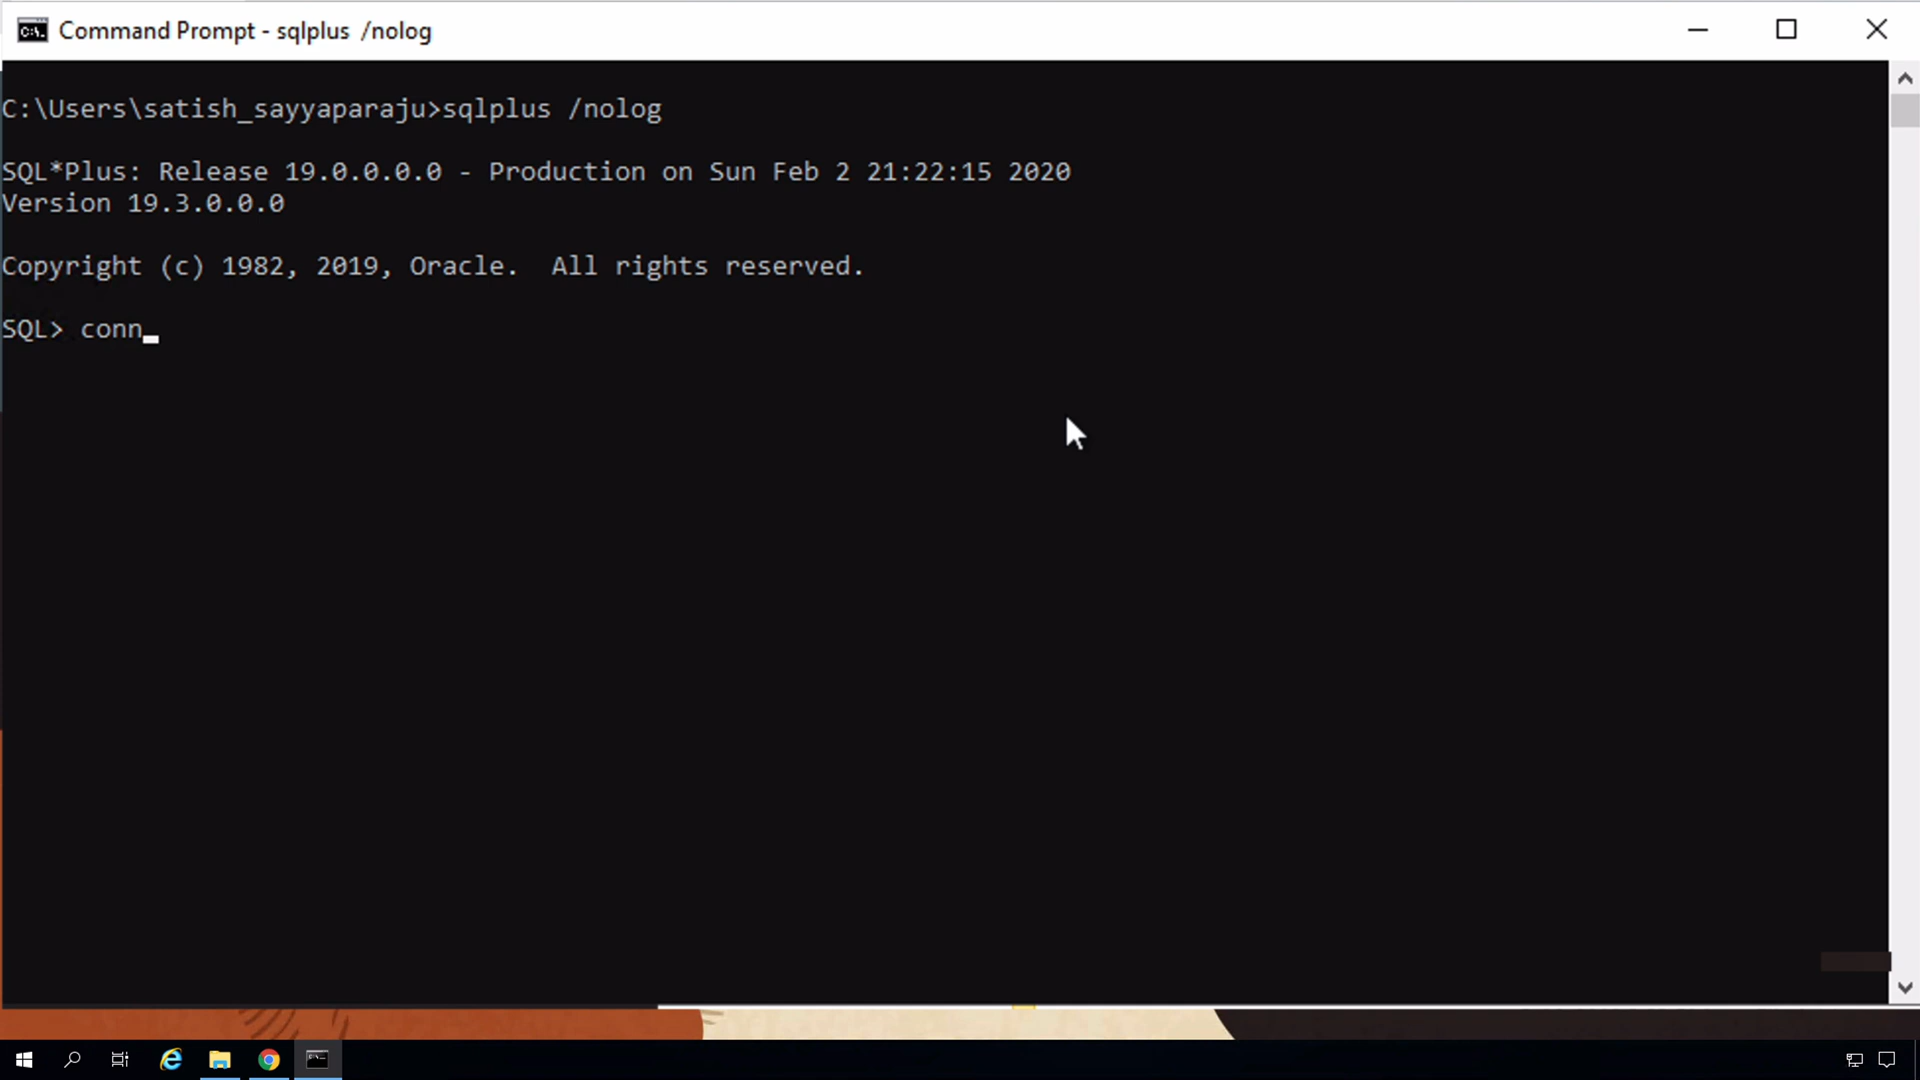 Command Prompt - sqlplus /nolog
C:\Users\satish_sayyaparaju>sqlplus /nolog
SQL*Plus: Release 19.0.0.0.0 - Production on Sun Feb 2 21:22:15 2020
Version 19.3.0.0.0
Copyright (c) 1982, 2019, Oracle.  All rights reserved.
SQL> conn_